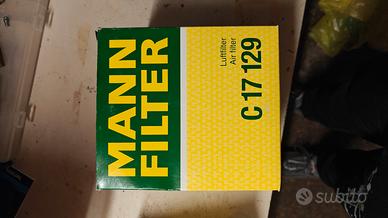 MANN
FILTER
Luftfilter
Air filter
C 17 129
subito